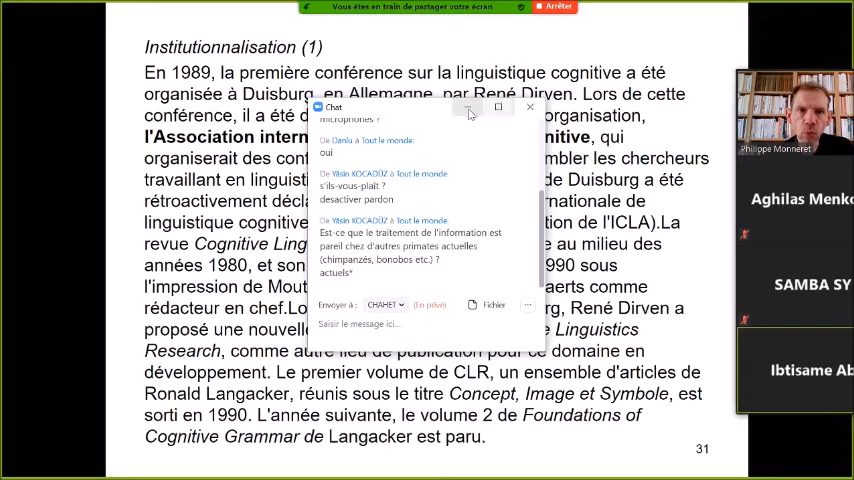 Vous êtes en train de partager votre écran
Arrêter
Institutionnalisation (1)
En 1989, la première conférence sur la linguistique cognitive a été
organisée à Duisburg, en Allemagne, par René Dirven. Lors de cette
conférence, il a été d
organisation,
l'Association intern
nitive, qui
organiserait des conf
embler les chercheurs
travaillant en linguisti
de Duisburg a été
rétroactivement décla
ernationale de
linguistique cognitive
tion de l'ICLA).La
revue Cognitive Ling
e au milieu des
années 1980, et son
990 sous
l'impression de Mout
aerts comme
rédacteur en chef.Lo
rg, René Dirven a
proposé une nouvelle
e Linguistics
Research, comme autre lieu de publication pour ce domaine en
développement. Le premier volume de CLR, un ensemble d'articles de
Ronald Langacker, réunis sous le titre Concept, Image et Symbole, est
sorti en 1990. L'année suivante, le volume 2 de Foundations of
Cognitive Grammar de Langacker est paru.
31
Chat
microphones ?
De Daniu à Tout le monde:
oui
De Yâsin KOCADÜZ à Tout le monde:
s'ils-vous-plaît ?
desactiver pardon
De Yâsin KOCADÜZ à Tout le monde:
Est-ce que le traitement de l'information est
pareil chez d'autres primates actuelles
(chimpanzés, bonobos etc.) ?
actuels*
Envoyer à : CHAHET (En privé) Fichier ...
Saisir le message ici...
Philippe Monneret
Aghilas Menko
SAMBA SY
Ibtisame Ab